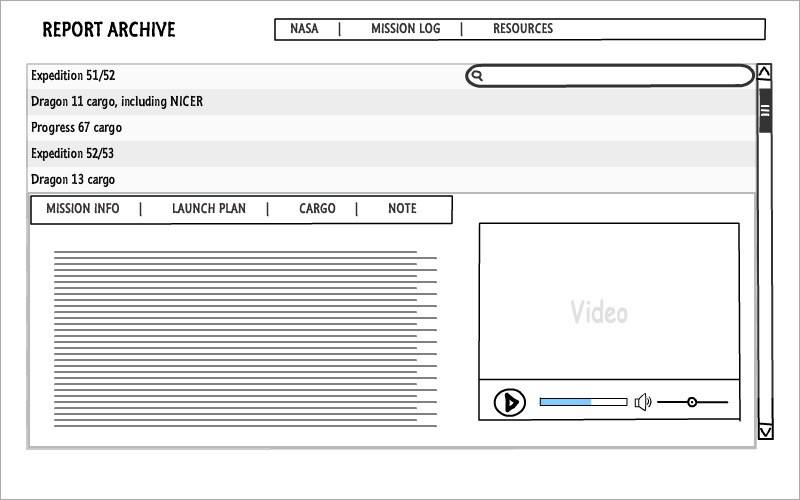 REPORT ARCHIVE
NASA | MISSION LOG | RESOURCES
Expedition 51/52
Dragon 11 cargo, including NICER
Progress 67 cargo
Expedition 52/53
Dragon 13 cargo
MISSION INFO | LAUNCH PLAN | CARGO | NOTE
Video